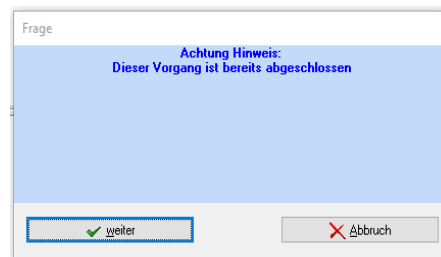 Frage
Achtung Hinweis:
Dieser Vorgang ist bereits abgeschlossen
weiter
Abbruch